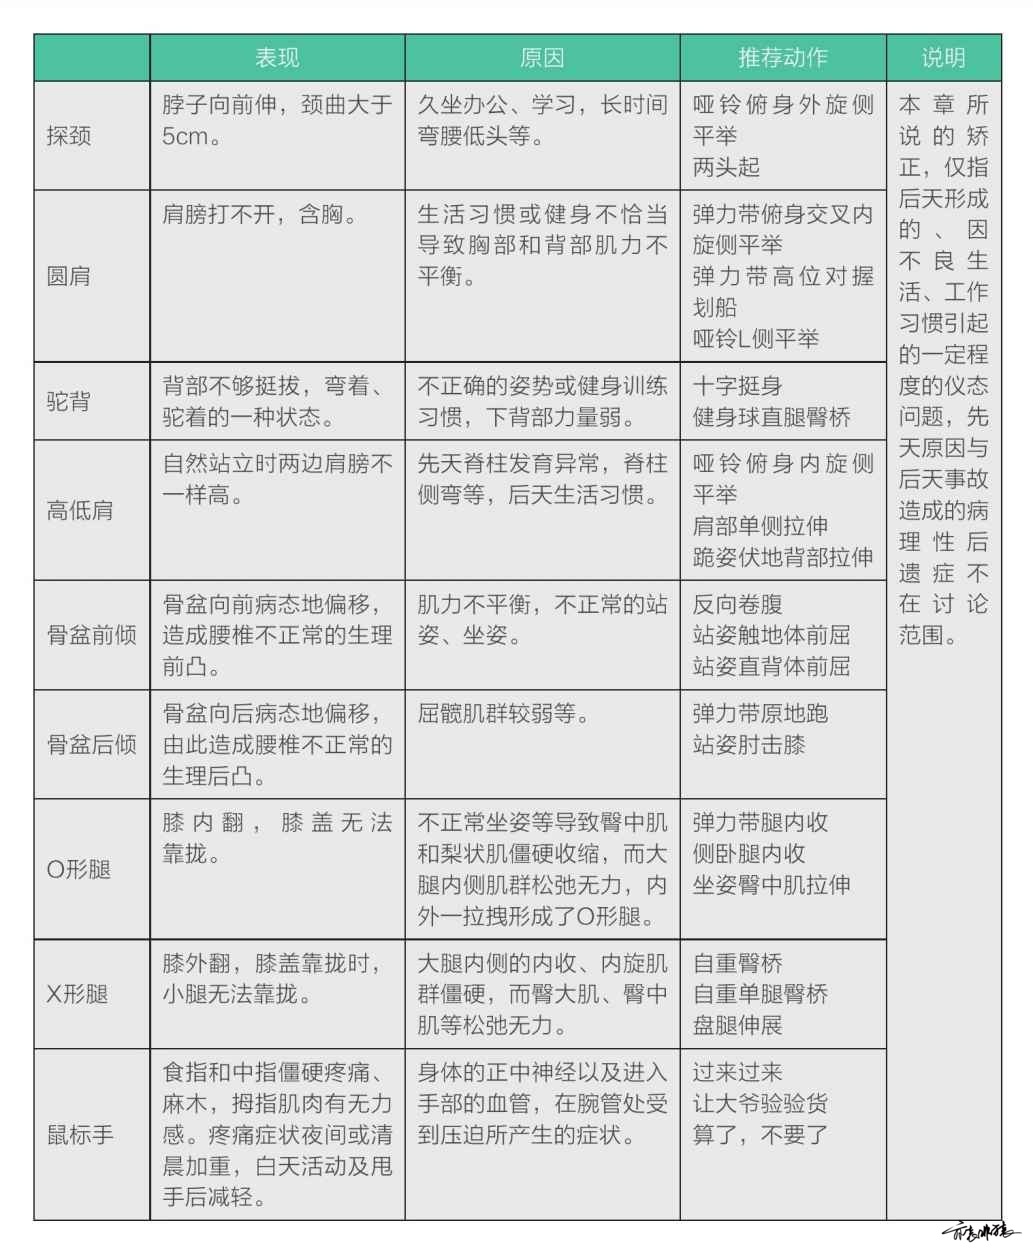 表现 原因 推荐动作 说明
探颈
脖子向前伸，颈曲大于
5cm。
久坐办公、学习，长时间
弯腰低头等。
哑铃俯身外旋侧
平举
两头起
圆肩
肩膀打不开，含胸。
生活习惯或健身不恰当
导致胸部和背部肌力不
平衡。
弹力带俯身交叉内
旋侧平举
弹力带高位对握
划船
哑铃L侧平举
驼背
背部不够挺拔，弯着、
驼着的一种状态。
不正确的姿势或健身训练
习惯，下背部力量弱。
十字挺身
健身球直腿臀桥
高低肩
自然站立时两边肩膀不
一样高。
先天脊柱发育异常，脊柱
侧弯等，后天生活习惯。
哑铃俯身内旋侧
平举
肩部单侧拉伸
跪姿伏地背部拉伸
骨盆前倾
骨盆向前病态地偏移，
造成腰椎不正常的生理
前凸。
肌力不平衡，不正常的站
姿、坐姿。
反向卷腹
站姿触地体前屈
站姿直背体前屈
骨盆后倾
骨盆向后病态地偏移，
由此造成腰椎不正常的
生理后凸。
屈髋肌群较弱等。
弹力带原地跑
站姿肘击膝
O形腿
膝内翻，膝盖无法
靠拢。
不正常坐姿等导致臀中肌
和梨状肌僵硬收缩，而大
腿内侧肌群松弛无力，内
外一拉拽形成了O形腿。
弹力带腿内收
侧卧腿内收
坐姿臀中肌拉伸
X形腿
膝外翻，膝盖靠拢时，
小腿无法靠拢。
大腿内侧的内收、内旋肌
群僵硬，而臀大肌、臀中
肌等松弛无力。
自重臀桥
自重单腿臀桥
盘腿伸展
鼠标手
食指和中指僵硬疼痛、
麻木，拇指肌肉有无力
感。疼痛症状夜间或清
晨加重，白天活动及甩
手后减轻。
身体的正中神经以及进入
手部的血管，在腕管处受
到压迫所产生的症状。
过来过来
让大爷验验货
算了，不要了
本章所
说的矫
正，仅指
后天形成
的、因
不良生
活、工作
习惯引起
的一定程
度的仪态
问题，先
天原因与
后天事故
造成的病
理性后
遗症不
在讨论
范围。